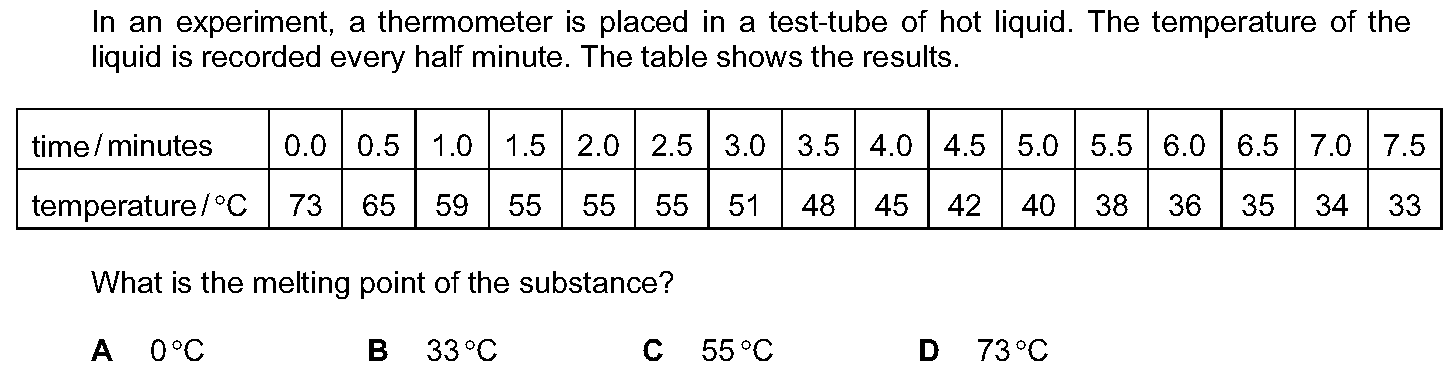 In an experiment, a thermometer is placed in a test-tube of hot liquid. The temperature of the
liquid is recorded every half minute. The table shows the results.
time / minutes 0.0 0.5 1.0 1.5 2.0 2.5 3.0 3.5 4.0 4.5 5.0 5.5 6.0 6.5 7.0 7.5
temperature / °C 73 65 59 55 55 55 51 48 45 42 40 38 36 35 34 33
What is the melting point of the substance?
A 0 °C B 33 °C C 55 °C D 73 °C